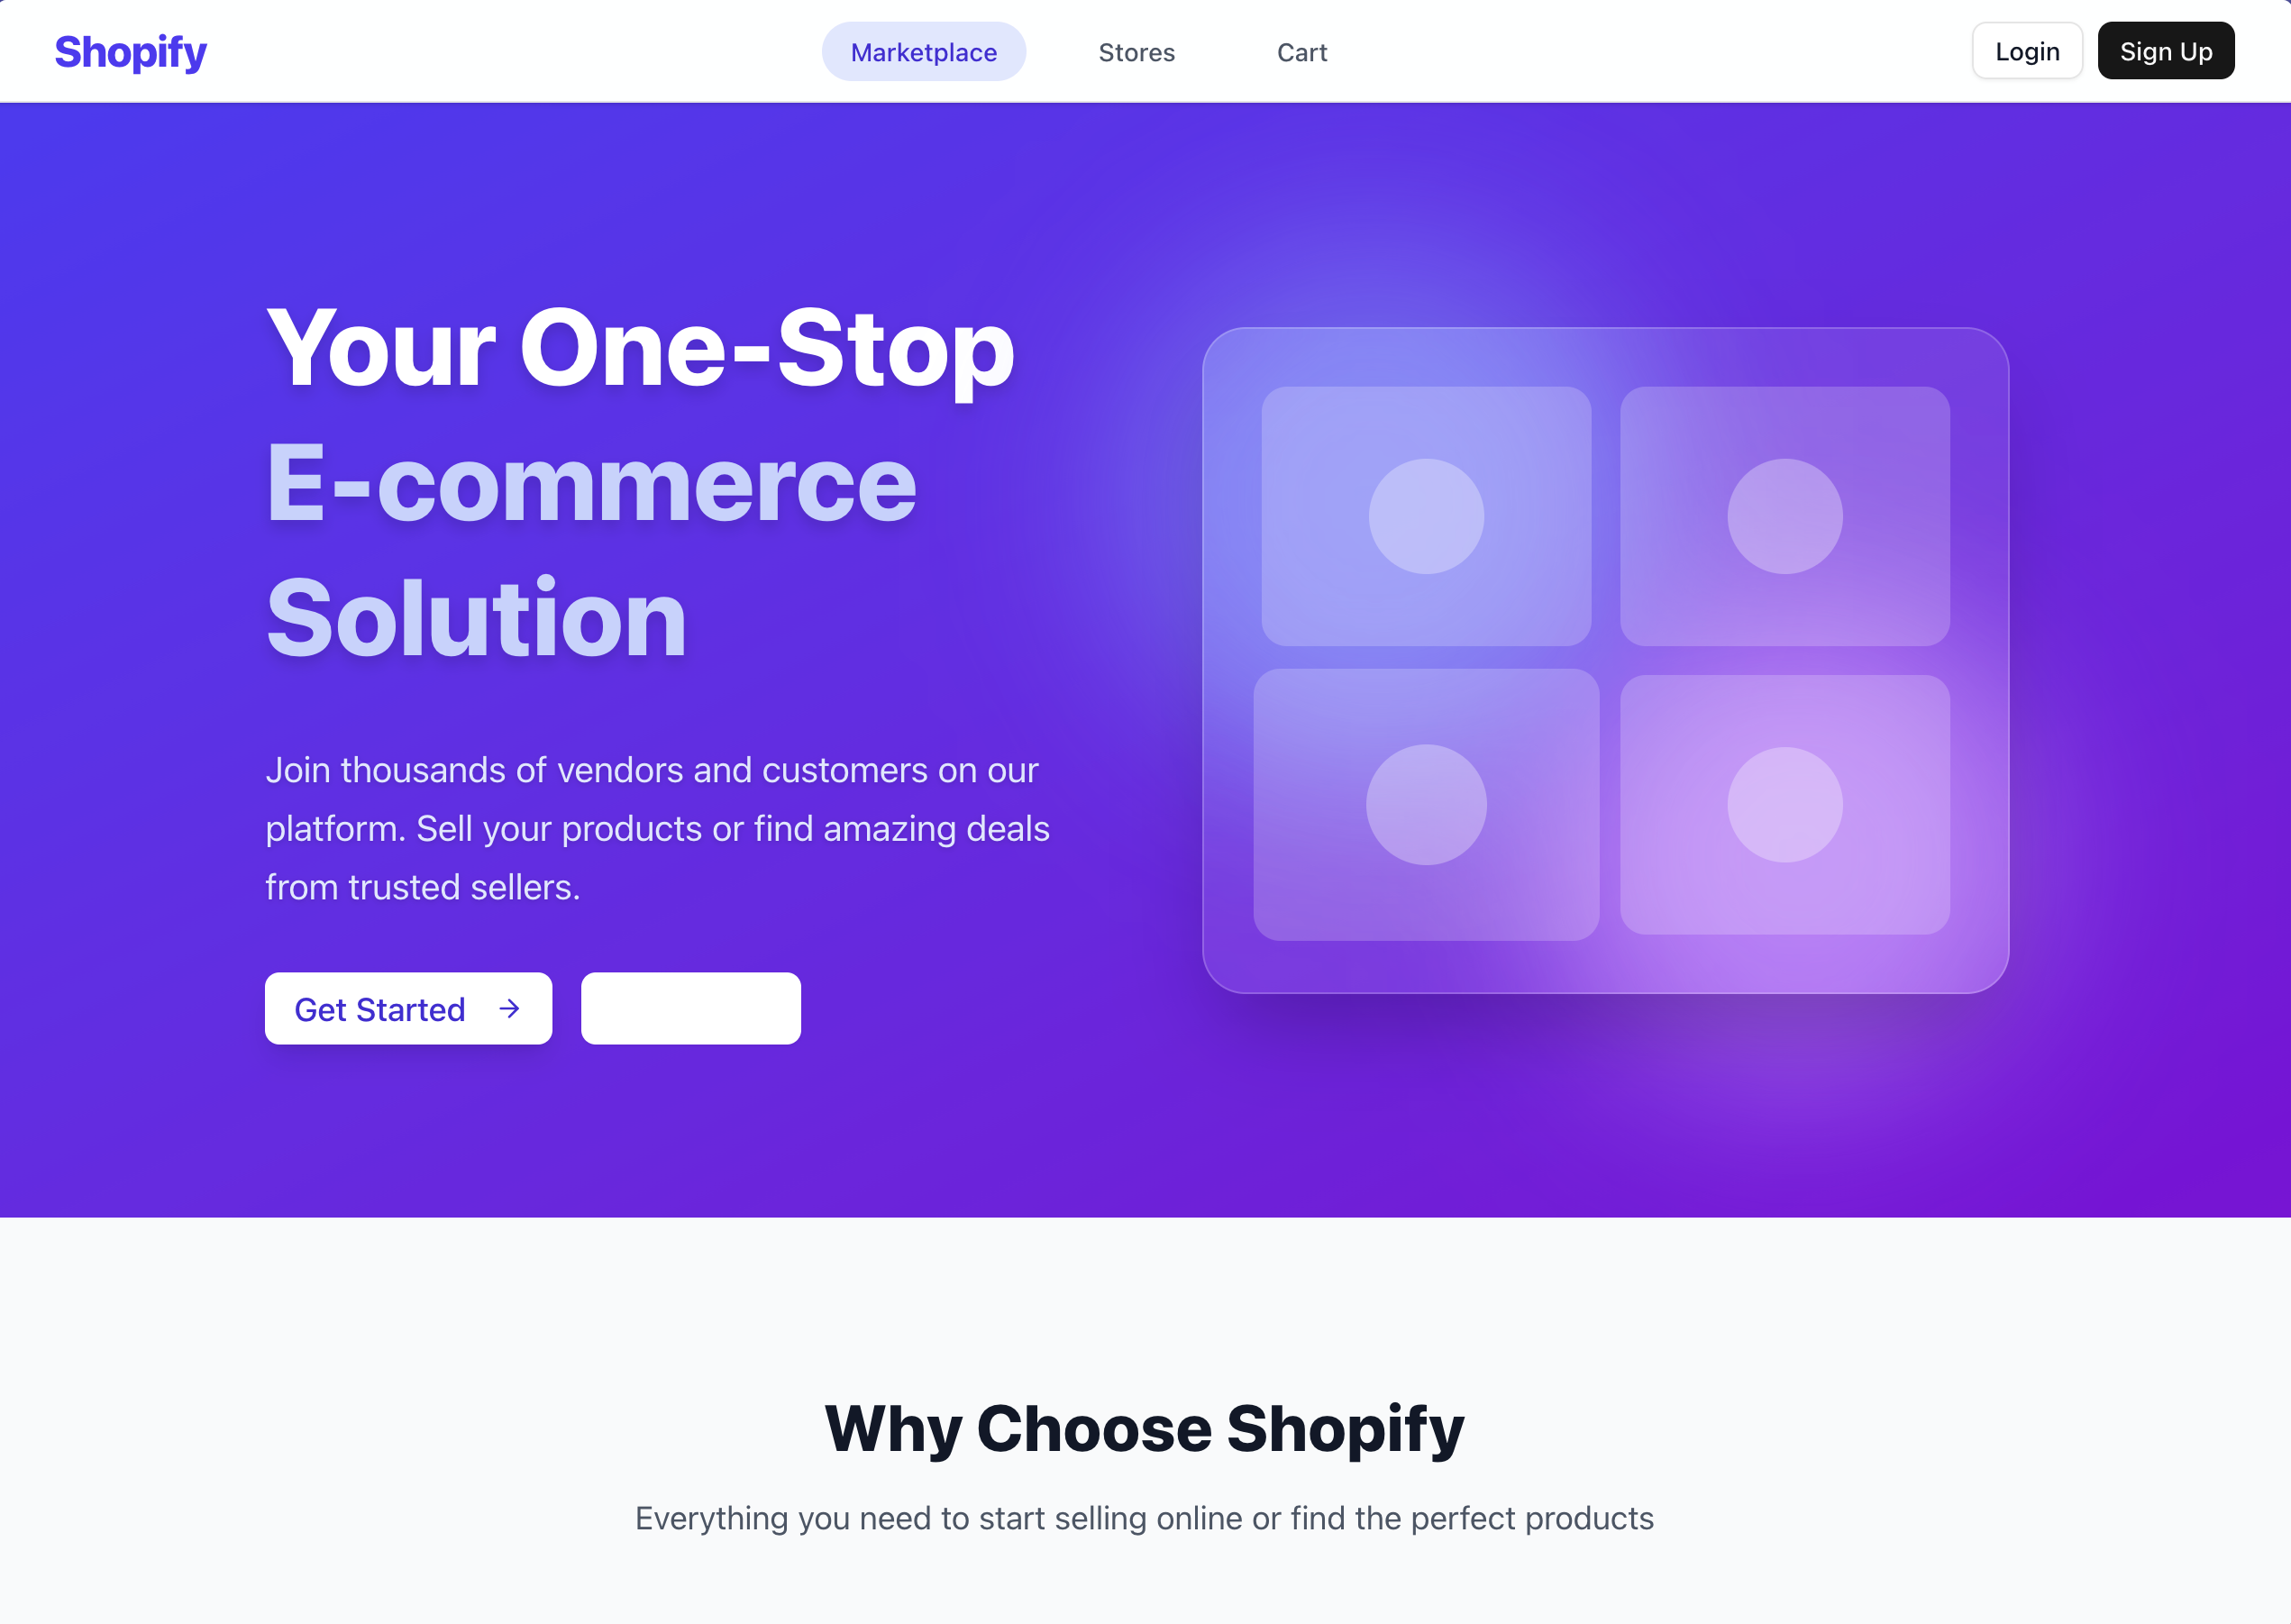 Shopify
Marketplace
Stores
Cart
Login
Sign Up
Your One-Stop
E-commerce
Solution
Join thousands of vendors and customers on our
platform. Sell your products or find amazing deals
from trusted sellers.
Get Started
Why Choose Shopify
Everything you need to start selling online or find the perfect products